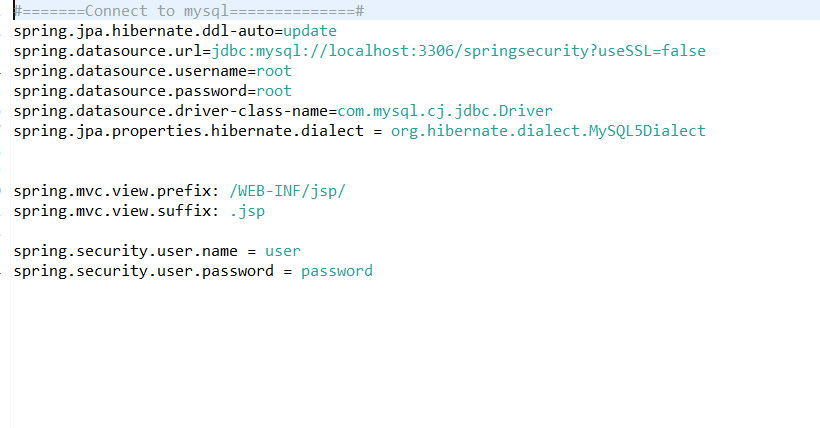 #=======Connect to mysql==============#
spring.jpa.hibernate.ddl-auto=update
spring.datasource.url=jdbc:mysql://localhost:3306/springsecurity?useSSL=false
spring.datasource.username=root
spring.datasource.password=root
spring.datasource.driver-class-name=com.mysql.cj.jdbc.Driver
spring.jpa.properties.hibernate.dialect = org.hibernate.dialect.MySQL5Dialect
spring.mvc.view.prefix: /WEB-INF/jsp/
spring.mvc.view.suffix: .jsp
spring.security.user.name = user
spring.security.user.password = password